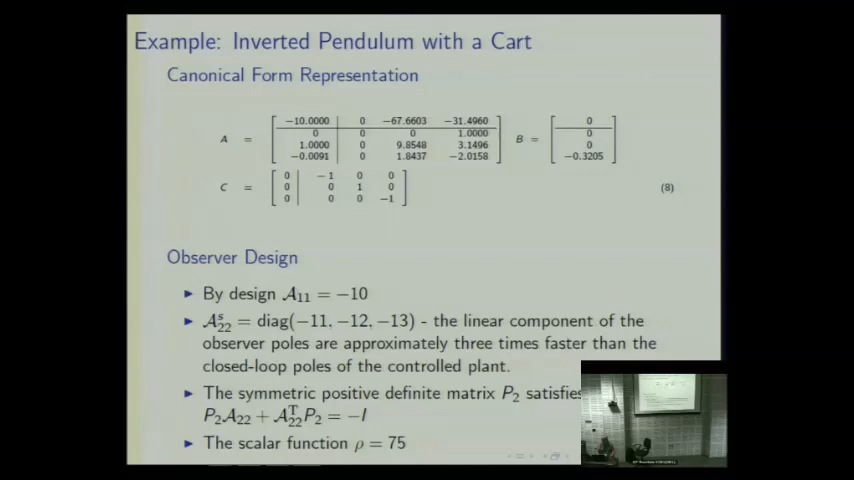 Example: Inverted Pendulum with a Cart
Canonical Form Representation
A = [ −10.0000 | 0 −67.6603 −31.4960
0 | 0 0 1.0000
1.0000 | 0 9.8548 3.1496
−0.0091 | 0 1.8437 −2.0158 ] B = [ 0
0
0
−0.3205 ]
C = [ 0 | −1 0 0
0 | 0 1 0
0 | 0 0 −1 ] (8)
Observer Design
► By design A₁₁ = −10
► Aˢ₂₂ = diag(−11, −12, −13) - the linear component of the
observer poles are approximately three times faster than the
closed-loop poles of the controlled plant.
► The symmetric positive definite matrix P₂ satisfies
P₂A₂₂ + Aᵀ₂₂P₂ = −I
► The scalar function ρ = 75